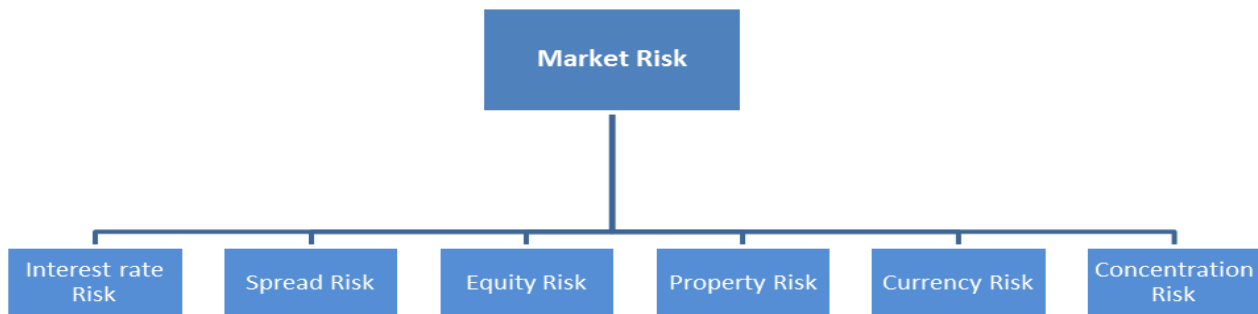 Market Risk
Interest rate
Risk
Spread Risk
Equity Risk
Property Risk
Currency Risk
Concentration
Risk